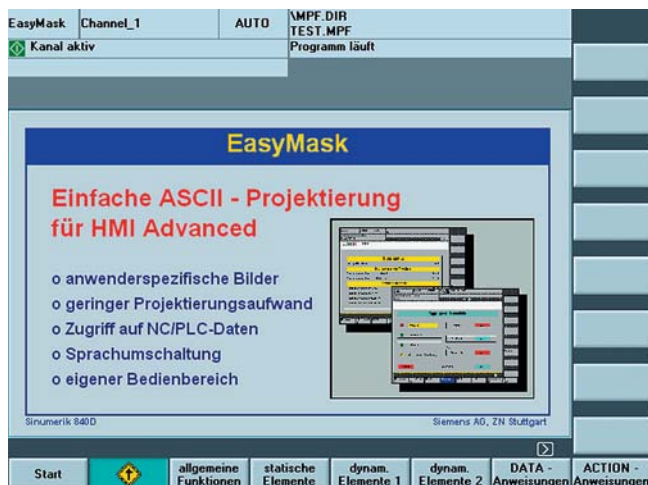 EasyMask Channel_1 AUTO \MPF.DIR
TEST.MPF
Kanal aktiv Programm läuft
EasyMask
Einfache ASCII - Projektierung
für HMI Advanced
o anwenderspezifische Bilder
o geringer Projektierungsaufwand
o Zugriff auf NC/PLC-Daten
o Sprachumschaltung
o eigener Bedienbereich
Sinumerik 840D Siemens AG, ZN Stuttgart
Start allgemeine statische dynam. dynam. DATA - ACTION -
Funktionen Elemente Elemente 1 Elemente 2 Anweisungen Anweisungen